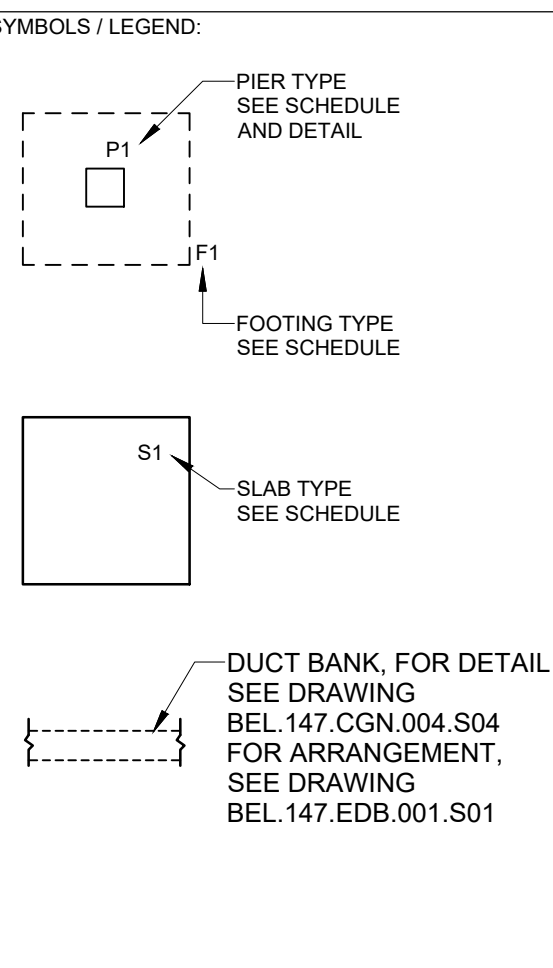 SYMBOLS / LEGEND:
PIER TYPE
SEE SCHEDULE
AND DETAIL
P1
F1
FOOTING TYPE
SEE SCHEDULE
S1
SLAB TYPE
SEE SCHEDULE
DUCT BANK, FOR DETAIL
SEE DRAWING
BEL.147.CGN.004.S04
FOR ARRANGEMENT,
SEE DRAWING
BEL.147.EDB.001.S01